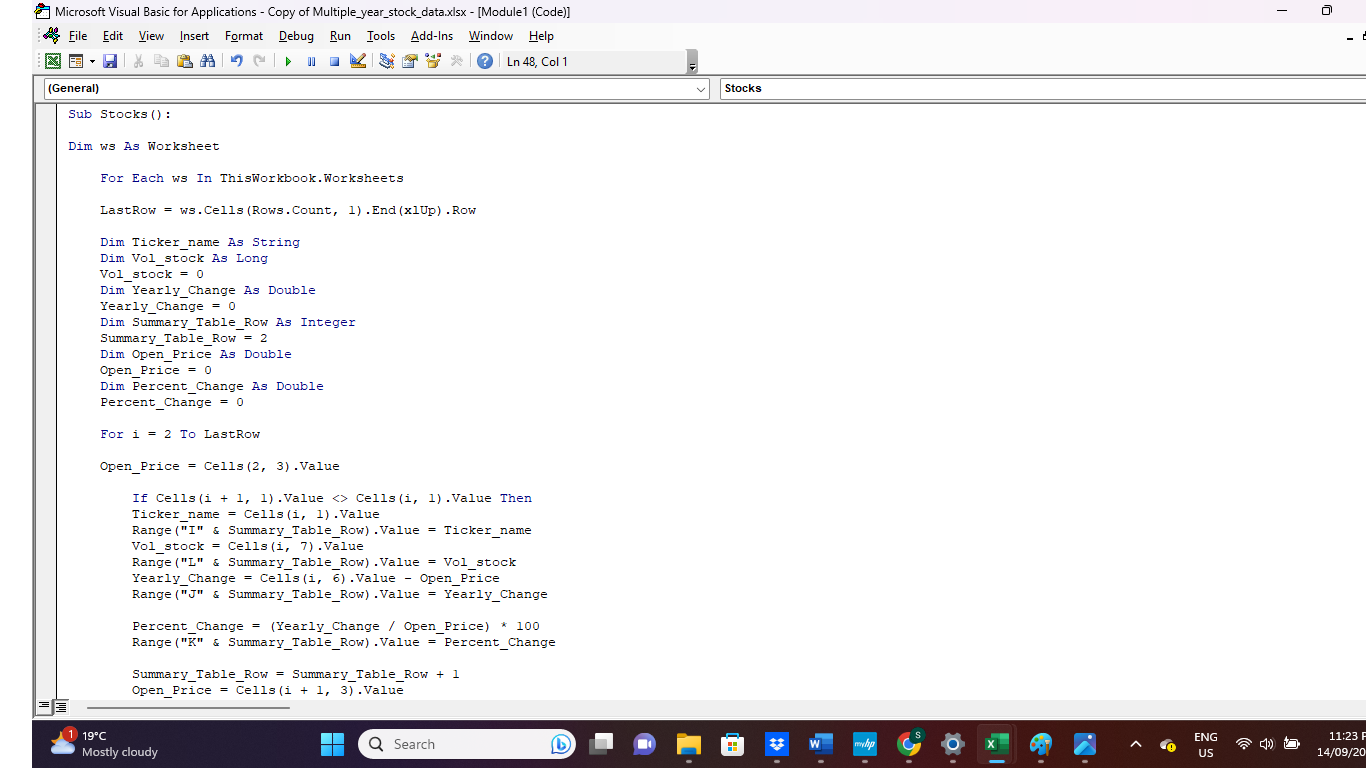 Microsoft Visual Basic for Applications - Copy of Multiple_year_stock_data.xlsx - [Module1 (Code)]
File Edit View Insert Format Debug Run Tools Add-Ins Window Help
Ln 48, Col 1
(General) Stocks
Sub Stocks():
Dim ws As Worksheet
For Each ws In ThisWorkbook.Worksheets
LastRow = ws.Cells(Rows.Count, 1).End(xlUp).Row
Dim Ticker_name As String
Dim Vol_stock As Long
Vol_stock = 0
Dim Yearly_Change As Double
Yearly_Change = 0
Dim Summary_Table_Row As Integer
Summary_Table_Row = 2
Dim Open_Price As Double
Open_Price = 0
Dim Percent_Change As Double
Percent_Change = 0
For i = 2 To LastRow
Open_Price = Cells(2, 3).Value
If Cells(i + 1, 1).Value <> Cells(i, 1).Value Then
Ticker_name = Cells(i, 1).Value
Range("I" & Summary_Table_Row).Value = Ticker_name
Vol_stock = Cells(i, 7).Value
Range("L" & Summary_Table_Row).Value = Vol_stock
Yearly_Change = Cells(i, 6).Value - Open_Price
Range("J" & Summary_Table_Row).Value = Yearly_Change
Percent_Change = (Yearly_Change / Open_Price) * 100
Range("K" & Summary_Table_Row).Value = Percent_Change
Summary_Table_Row = Summary_Table_Row + 1
Open_Price = Cells(i + 1, 3).Value
1 19°C
Mostly cloudy
Search
myhp
S
ENG
US
11:23
14/09/20